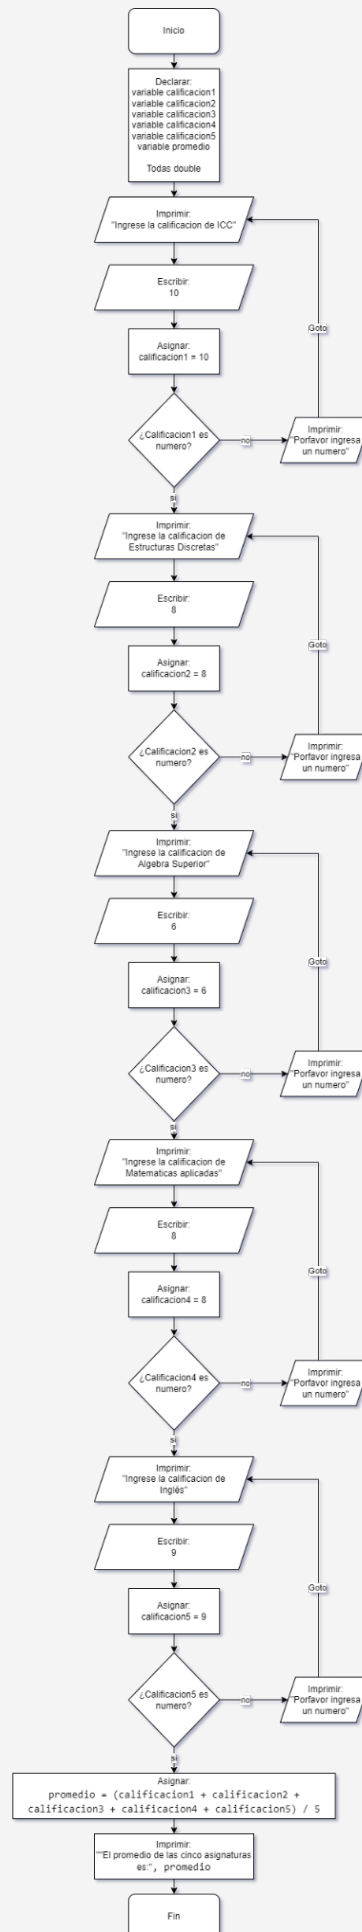 Inicio
Declarar:
variable calificacion1
variable calificacion2
variable calificacion3
variable calificacion4
variable calificacion5
variable promedio
Todas double
Imprimir:
"Ingrese la calificacion de ICC"
Escribir:
10
Asignar:
calificacion1 = 10
¿Calificacion1 es
numero?
no
Imprimir:
"Porfavor ingresa
un numero"
Goto
si
Imprimir:
"Ingrese la calificacion de
Estructuras Discretas"
Escribir:
8
Asignar:
calificacion2 = 8
¿Calificacion2 es
numero?
no
Imprimir:
"Porfavor ingresa
un numero"
Goto
si
Imprimir:
"Ingrese la calificacion de
Algebra Superior"
Escribir:
6
Asignar:
calificacion3 = 6
¿Calificacion3 es
numero?
no
Imprimir:
"Porfavor ingresa
un numero"
Goto
si
Imprimir:
"Ingrese la calificacion de
Matematicas aplicadas"
Escribir:
8
Asignar:
calificacion4 = 8
¿Calificacion4 es
numero?
no
Imprimir:
"Porfavor ingresa
un numero"
Goto
si
Imprimir:
"Ingrese la calificacion de
Inglés"
Escribir:
9
Asignar:
calificacion5 = 9
¿Calificacion5 es
numero?
no
Imprimir:
"Porfavor ingresa
un numero"
Goto
si
Asignar:
promedio = (calificacion1 + calificacion2 +
calificacion3 + calificacion4 + calificacion5) / 5
Imprimir:
""El promedio de las cinco asignaturas
es:", promedio
Fin